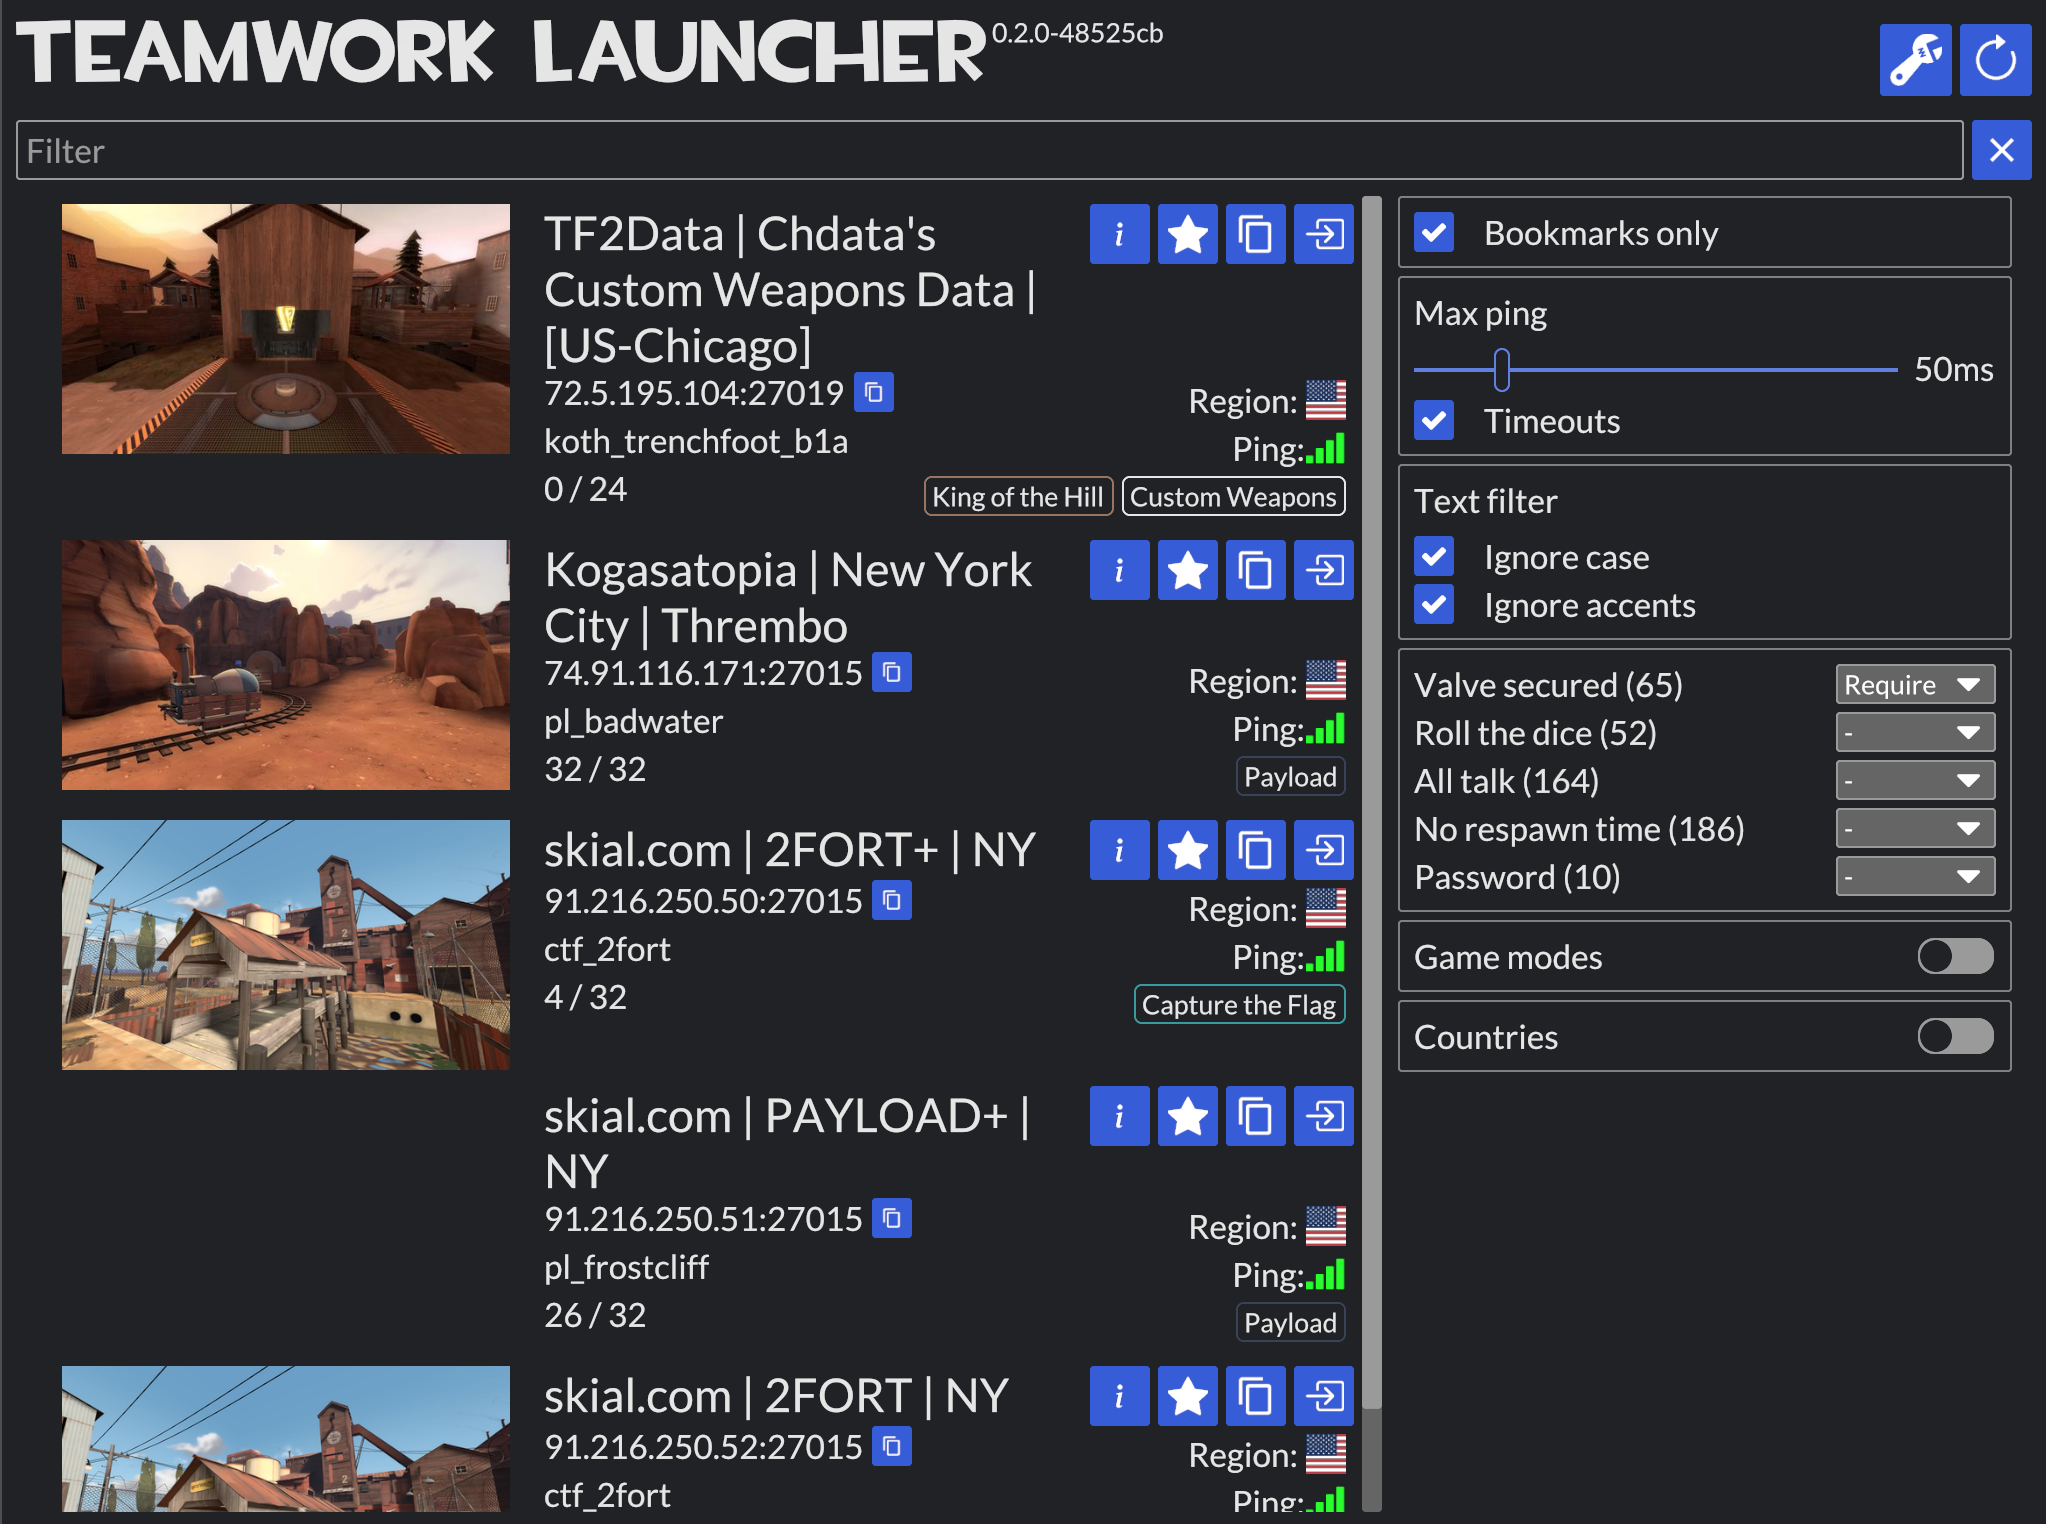 TEAMWORK LAUNCHER 0.2.0-48525cb
Filter
TF2Data | Chdata's
Custom Weapons Data |
[US-Chicago]
72.5.195.104:27019
Region:
koth_trenchfoot_b1a
Ping:
0 / 24
King of the Hill
Custom Weapons
Kogasatopia | New York
City | Thrembo
74.91.116.171:27015
Region:
pl_badwater
Ping:
32 / 32
Payload
skial.com | 2FORT+ | NY
91.216.250.50:27015
Region:
ctf_2fort
Ping:
4 / 32
Capture the Flag
skial.com | PAYLOAD+ |
NY
91.216.250.51:27015
Region:
pl_frostcliff
Ping:
26 / 32
Payload
skial.com | 2FORT | NY
91.216.250.52:27015
Region:
ctf_2fort
Ping:
Bookmarks only
Max ping
50ms
Timeouts
Text filter
Ignore case
Ignore accents
Valve secured (65) Require
Roll the dice (52) -
All talk (164) -
No respawn time (186) -
Password (10) -
Game modes
Countries